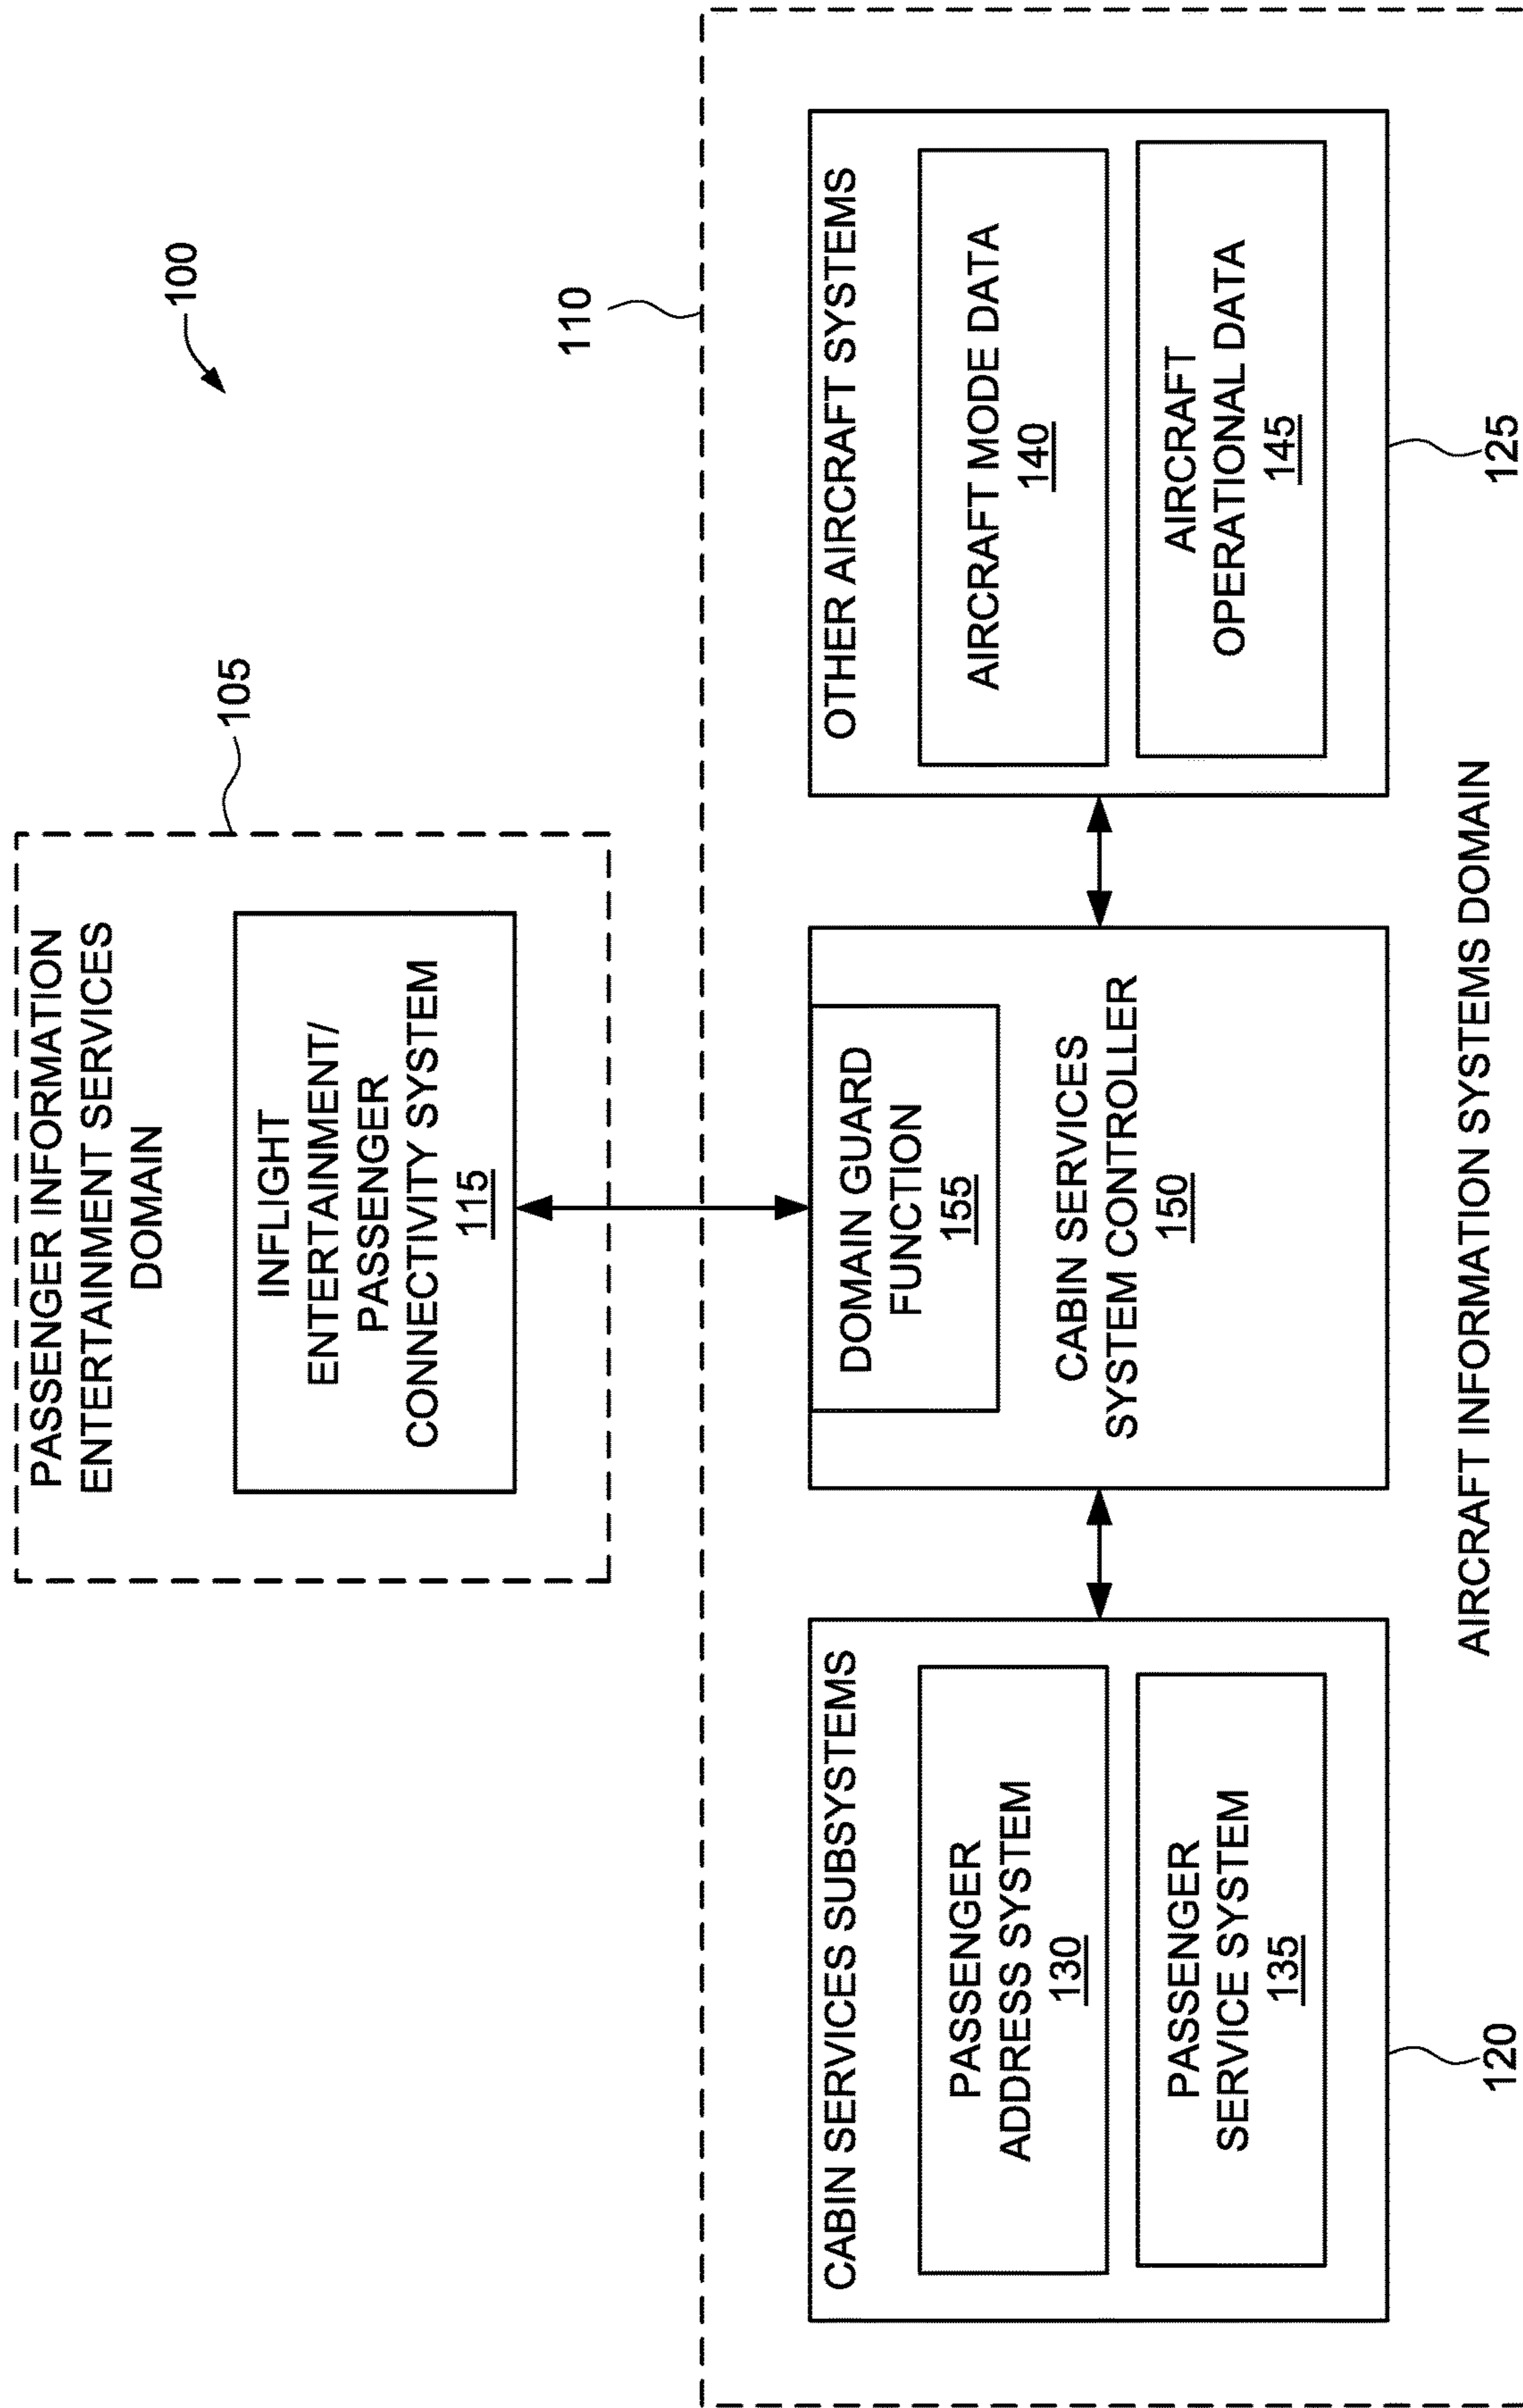 100
PASSENGER INFORMATION
ENTERTAINMENT SERVICES
DOMAIN
105
INFLIGHT
ENTERTAINMENT/
PASSENGER
CONNECTIVITY SYSTEM
115
110
CABIN SERVICES SUBSYSTEMS
PASSENGER
ADDRESS SYSTEM
130
PASSENGER
SERVICE SYSTEM
135
120
DOMAIN GUARD
FUNCTION
155
CABIN SERVICES
SYSTEM CONTROLLER
150
OTHER AIRCRAFT SYSTEMS
AIRCRAFT MODE DATA
140
AIRCRAFT
OPERATIONAL DATA
145
125
AIRCRAFT INFORMATION SYSTEMS DOMAIN